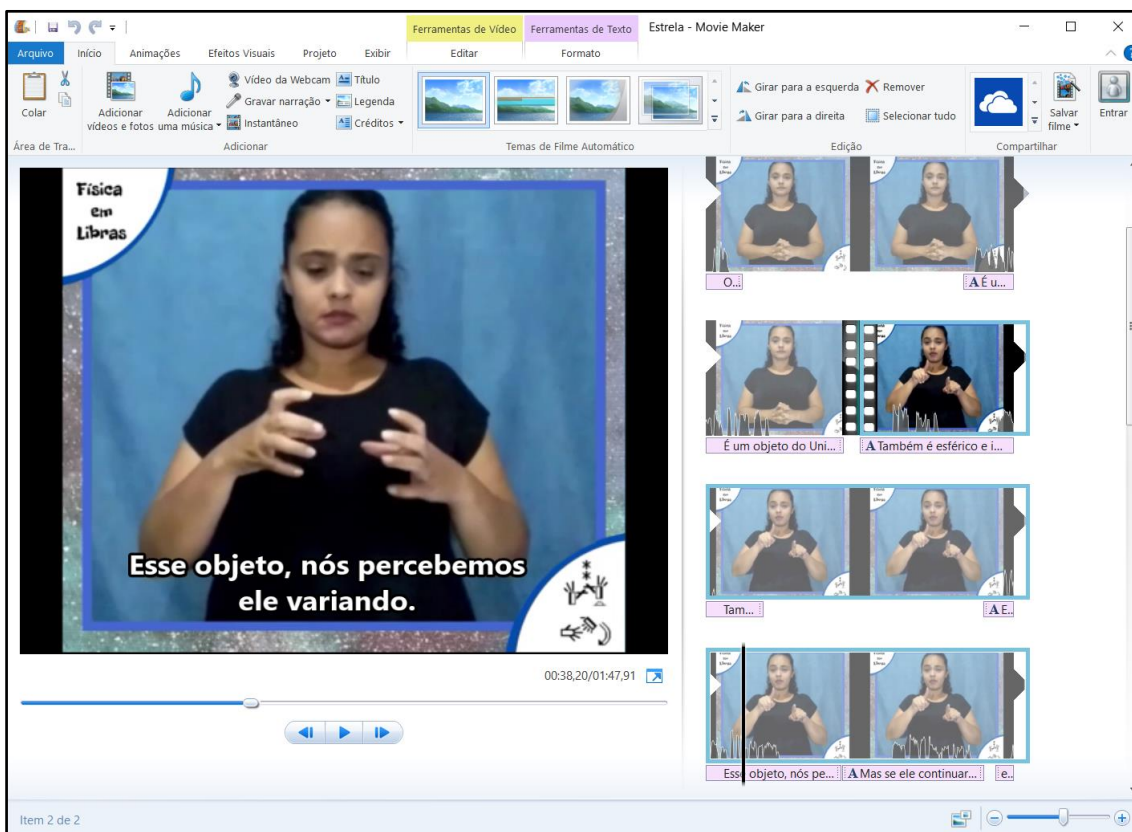 Ferramentas de Vídeo
Ferramentas de Texto
Estrela - Movie Maker
Arquivo
Início
Animações
Efeitos Visuais
Projeto
Exibir
Editar
Formato
Colar
Adicionar
vídeos e fotos
Adicionar
uma música
Vídeo da Webcam
Gravar narração
Instantâneo
Título
Legenda
Créditos
Girar para a esquerda
Girar para a direita
Remover
Selecionar tudo
Salvar
filme
Entrar
Área de Tra...
Adicionar
Temas de Filme Automático
Edição
Compartilhar
Física
em
Libras
Esse objeto, nós percebemos
ele variando.
00:38,20/01:47,91
O...
A É u...
É um objeto do Uni...
A Também é esférico e i...
Tam...
A E..
Esse objeto, nós pe...
A Mas se ele continuar...
e..
Item 2 de 2